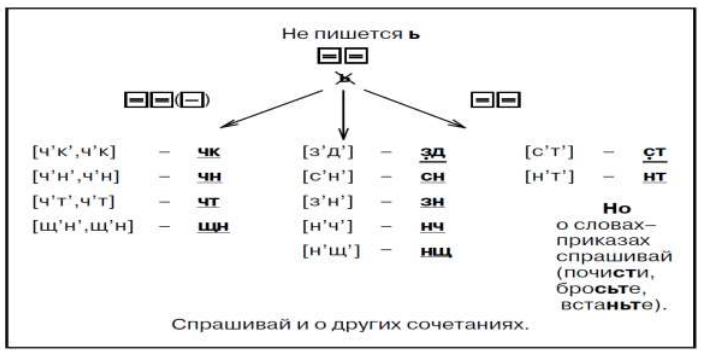 Не пишется ь
ь
[ч'к',ч'к] – чк [з'д'] – зд [с'т'] – ст
[ч'н',ч'н] – чн [с'н'] – сн [н'т'] – нт
[ч'т',ч'т] – чт [з'н'] – зн
[щ'н',щ'н] – щн [н'ч'] – нч
[н'щ'] – нщ
Но
о словах–
приказах
спрашивай
(почисти,
бросьте,
встаньте).
Спрашивай и о других сочетаниях.